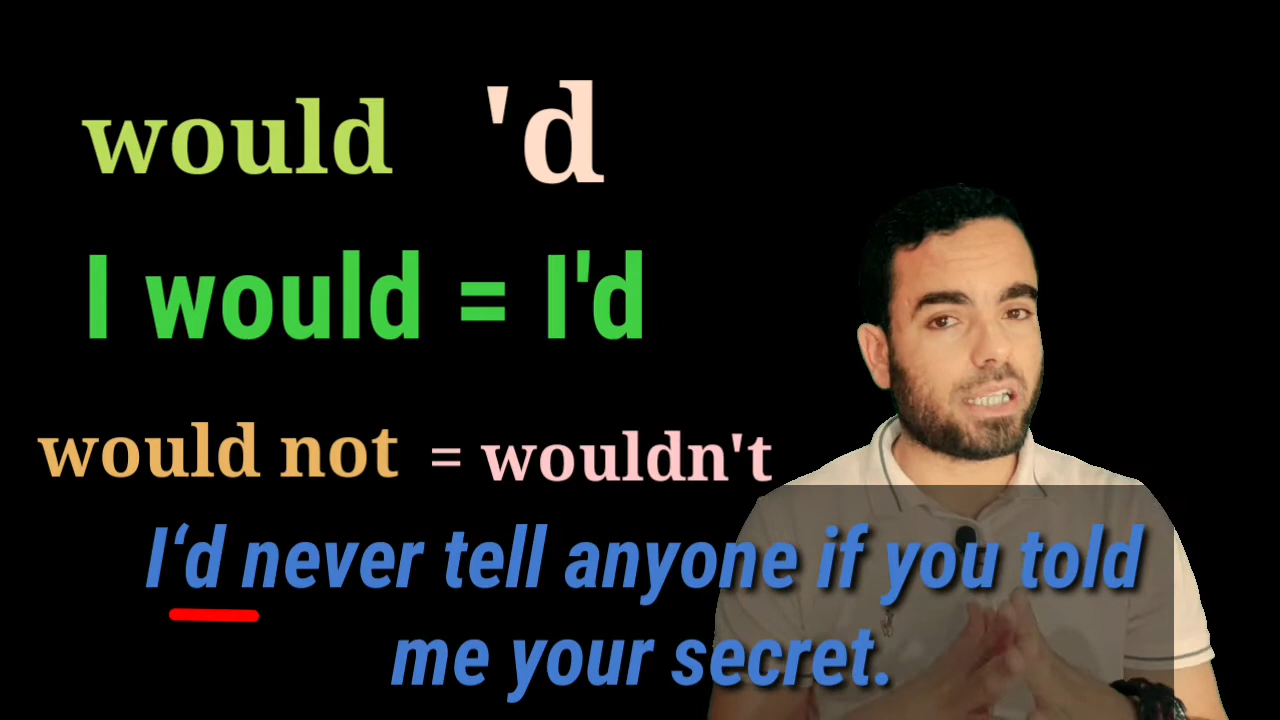 would 'd
I would = I'd
would not = wouldn't
I‘d never tell anyone if you told
me your secret.